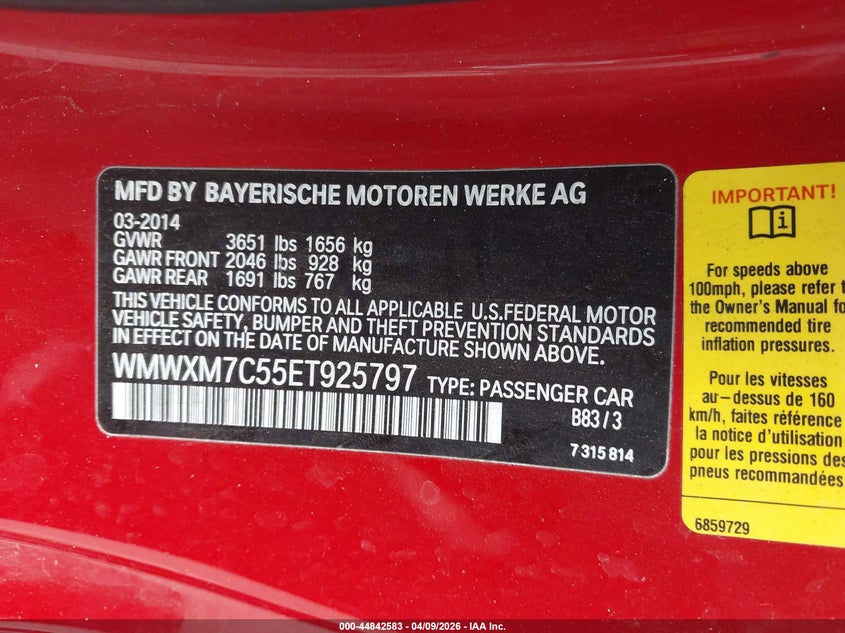 MFD BY BAYERISCHE MOTOREN WERKE AG
03-2014
GVWR 3651 lbs 1656 kg
GAWR FRONT 2046 lbs 928 kg
GAWR REAR 1691 lbs 767 kg
THIS VEHICLE CONFORMS TO ALL APPLICABLE U.S.FEDERAL MOTOR
VEHICLE SAFETY, BUMPER AND THEFT PREVENTION STANDARDS
IN EFFECT ON THE DATE OF MANUFACTURE SHOWN ABOVE.
WMWXM7C55ET925797 TYPE: PASSENGER CAR
B83/3
7 315 814
IMPORTANT!
i
For speeds above
100mph, please refer t
the Owner's Manual fo
recommended tire
inflation pressures.
Pour les vitesses
au-dessus de 160
km/h, faites référence
la notice d'utilisation
pour les pressions des
pneus recommandées
6859729
000-44842583 - 04/09/2026 - IAA Inc.